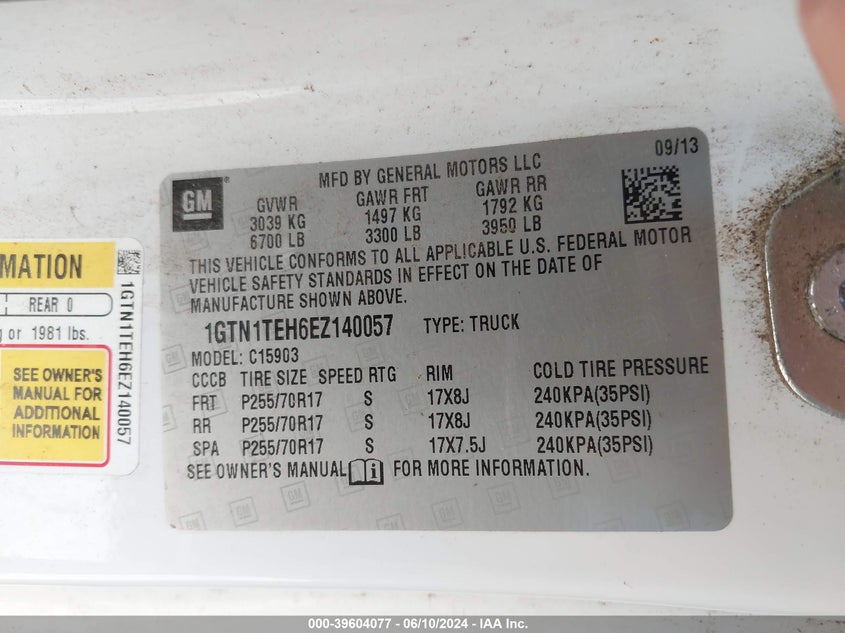 MFD BY GENERAL MOTORS LLC
09/13
GM
GVWR GAWR FRT GAWR RR
3039 KG 1497 KG 1792 KG
6700 LB 3300 LB 3950 LB
THIS VEHICLE CONFORMS TO ALL APPLICABLE U.S. FEDERAL MOTOR
VEHICLE SAFETY STANDARDS IN EFFECT ON THE DATE OF
MANUFACTURE SHOWN ABOVE.
1GTN1TEH6EZ140057 TYPE: TRUCK
MODEL: C15903
CCCB TIRE SIZE SPEED RTG RIM COLD TIRE PRESSURE
FRT P255/70R17 S 17X8J 240KPA(35PSI)
RR P255/70R17 S 17X8J 240KPA(35PSI)
SPA P255/70R17 S 17X7.5J 240KPA(35PSI)
SEE OWNER'S MANUAL FOR MORE INFORMATION.
REAR 0
or 1981 lbs.
SEE OWNER'S
MANUAL FOR
ADDITIONAL
INFORMATION
1GTN1TEH6EZ140057
000-39604077 - 06/10/2024 - IAA Inc.